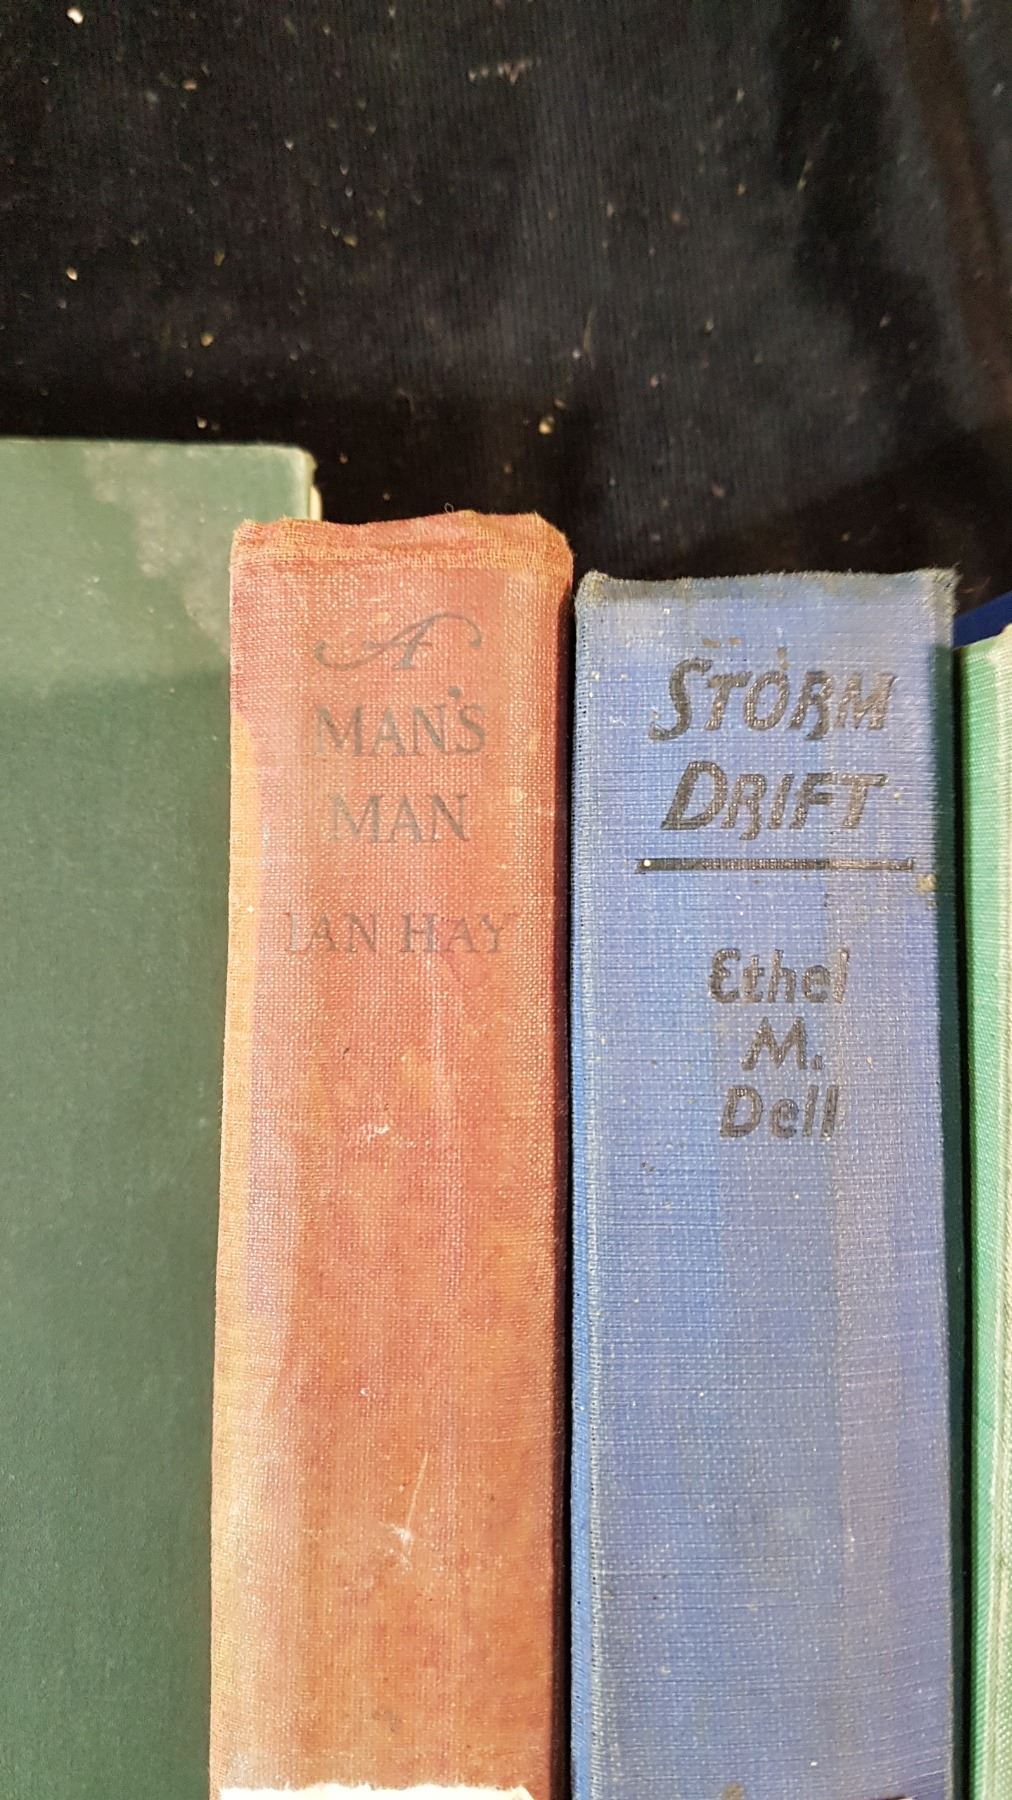 A
MAN'S
MAN
IAN HAY
STORM
DRIFT
Ethel
M.
Dell